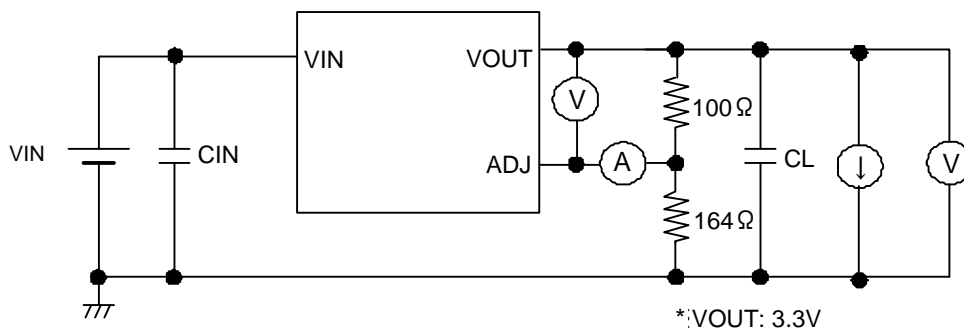 VIN
VOUT
V
100Ω
VIN
CIN
ADJ
A
CL
↓
V
164Ω
*VOUT: 3.3V